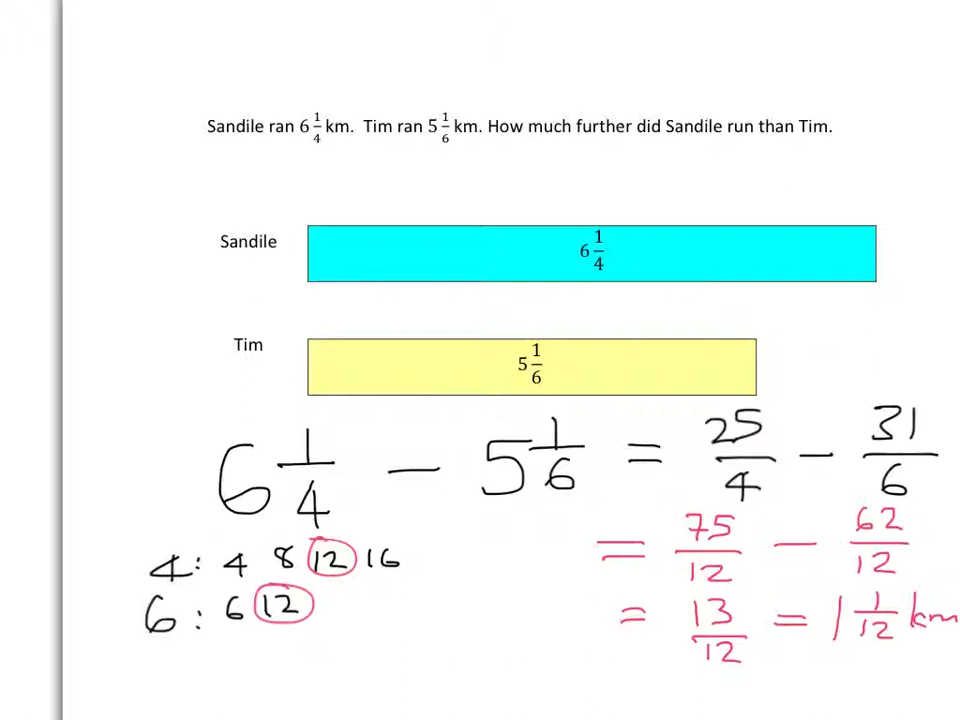 Sandile ran 6 1/4 km. Tim ran 5 1/6 km. How much further did Sandile run than Tim.
Sandile
6 1/4
Tim
5 1/6
6 1/4 − 5 1/6 = 25/4 − 31/6
= 75/12 − 62/12
4: 4 8 12 16
6: 6 12
= 13/12 = 1 1/12 km